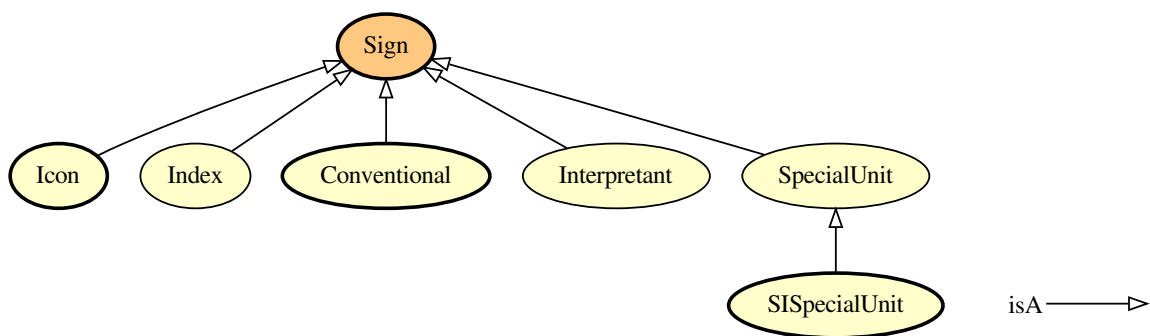 Sign
Icon
Index
Conventional
Interpretant
SpecialUnit
SISpecialUnit
isA